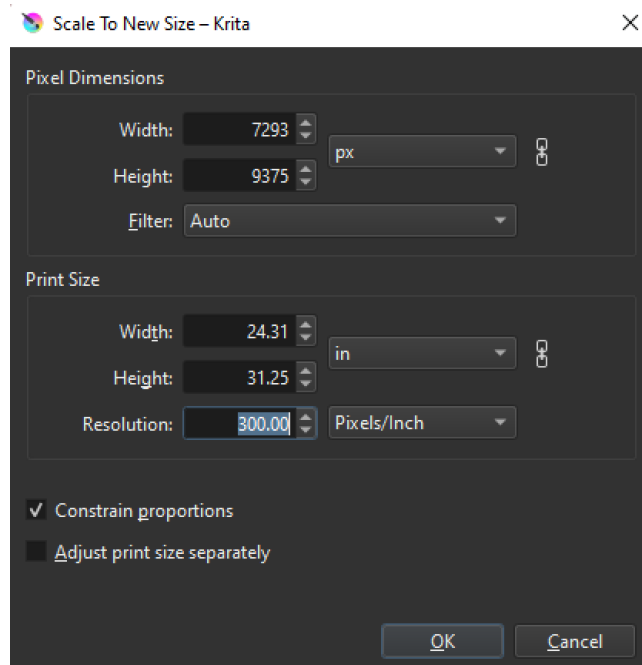 Scale To New Size – Krita
Pixel Dimensions
Width: 7293
px
Height: 9375
Filter: Auto
Print Size
Width: 24.31
in
Height: 31.25
Resolution: 300.00 Pixels/Inch
Constrain proportions
Adjust print size separately
OK Cancel